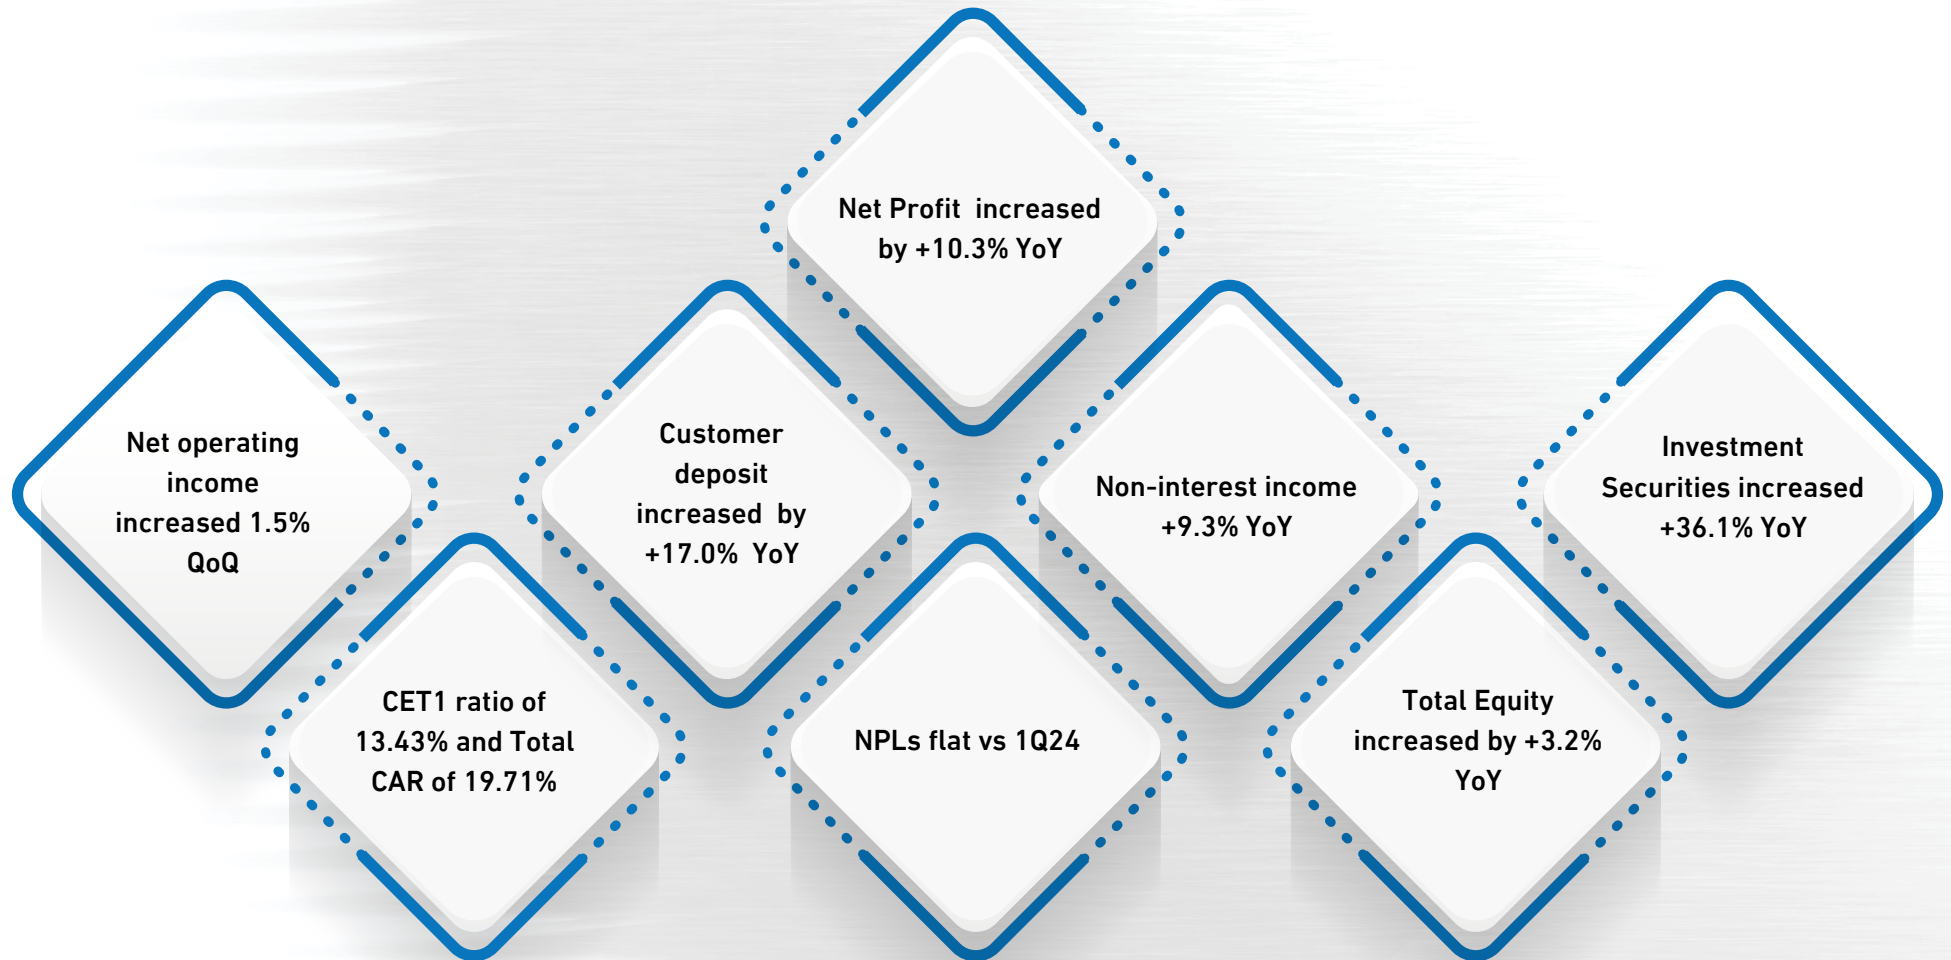 Net Profit  increased
by +10.3% YoY
Net operating
income
increased 1.5%
QoQ
Customer
deposit
increased  by
+17.0%  YoY
Non-interest income
+9.3% YoY
Investment
Securities increased
+36.1% YoY
CET1 ratio of
13.43% and Total
CAR of 19.71%
NPLs flat vs 1Q24
Total Equity
increased by +3.2%
YoY